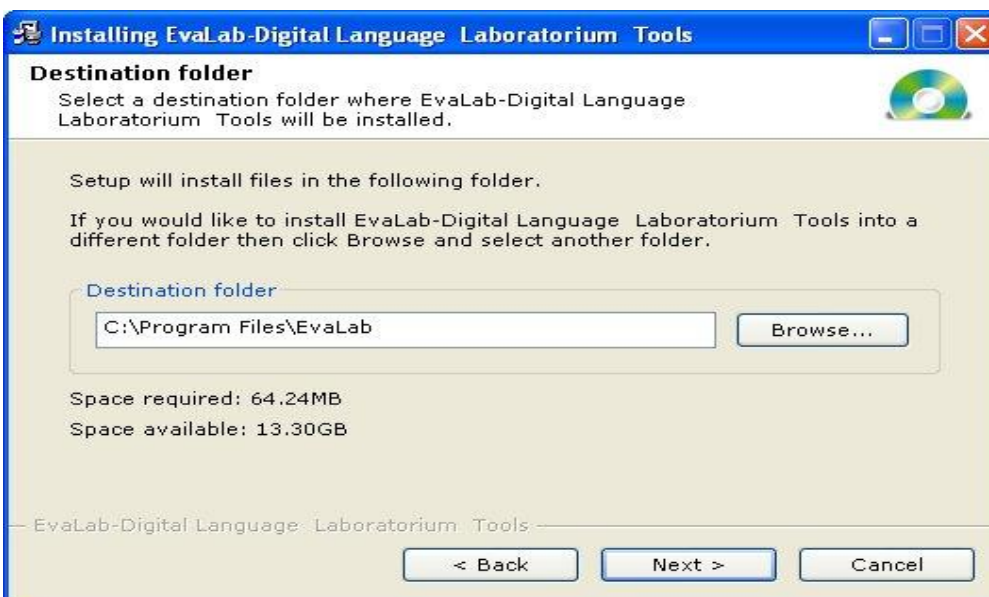 Installing EvaLab-Digital Language Laboratorium Tools
Destination folder
Select a destination folder where EvaLab-Digital Language
Laboratorium Tools will be installed.
Setup will install files in the following folder.
If you would like to install EvaLab-Digital Language Laboratorium Tools into a
different folder then click Browse and select another folder.
Destination folder
C:\Program Files\EvaLab
Browse...
Space required: 64.24MB
Space available: 13.30GB
EvaLab-Digital Language Laboratorium Tools
< Back Next > Cancel